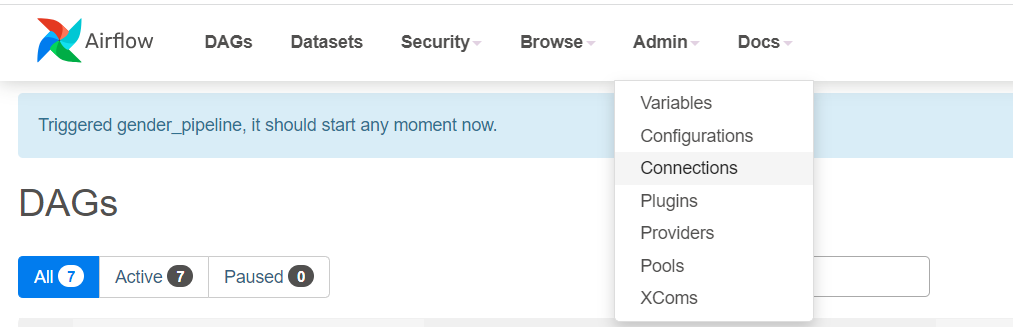 Airflow DAGs Datasets Security Browse Admin Docs
Triggered gender_pipeline, it should start any moment now.
Variables
Configurations
Connections
Plugins
Providers
Pools
XComs
DAGs
All 7 Active 7 Paused 0